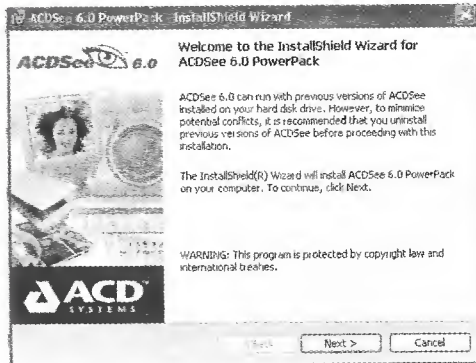 ACDSee 6.0 PowerPack - InstallShield Wizard
ACDSee 6.0
Welcome to the InstallShield Wizard for
ACDSee 6.0 PowerPack
ACDSee 6.0 can run with previous versions of ACDSee
installed on your hard disk drive. However, to minimize
potential conflicts, it is recommended that you uninstall
previous versions of ACDSee before proceeding with this
installation.
The InstallShield(R) Wizard will install ACDSee 6.0 PowerPack
on your computer. To continue, click Next.
WARNING: This program is protected by copyright law and
international treaties.
ACD
SYSTEMS
< Back
Next >
Cancel